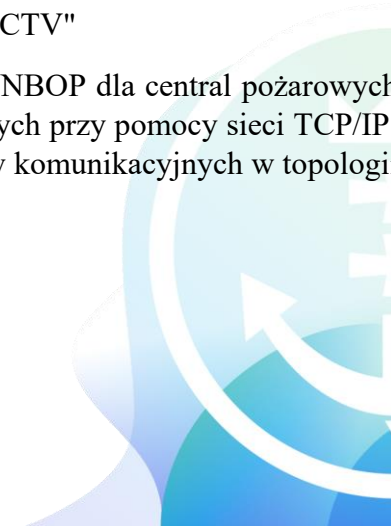 CTV"
NBOP dla central pożarowych
ych przy pomocy sieci TCP/IP
komunikacyjnych w topologi